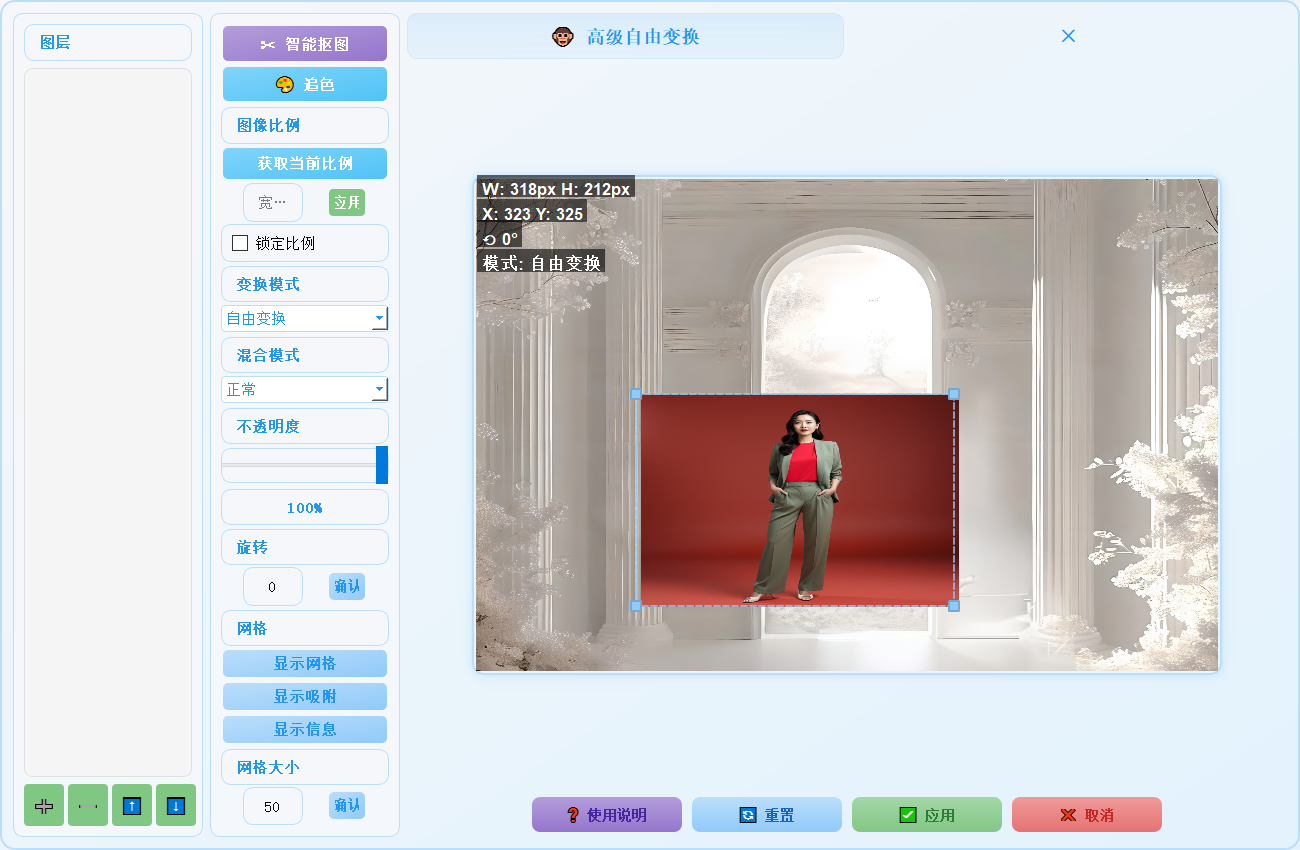 图层
智能抠图
追色
图像比例
获取当前比例
宽…
应用
锁定比例
变换模式
自由变换
混合模式
正常
不透明度
100%
旋转
0
确认
网格
显示网格
显示吸附
显示信息
网格大小
50
确认
高级自由变换
W: 318px H: 212px
X: 323 Y: 325
⟲ 0°
模式: 自由变换
使用说明
重置
应用
取消